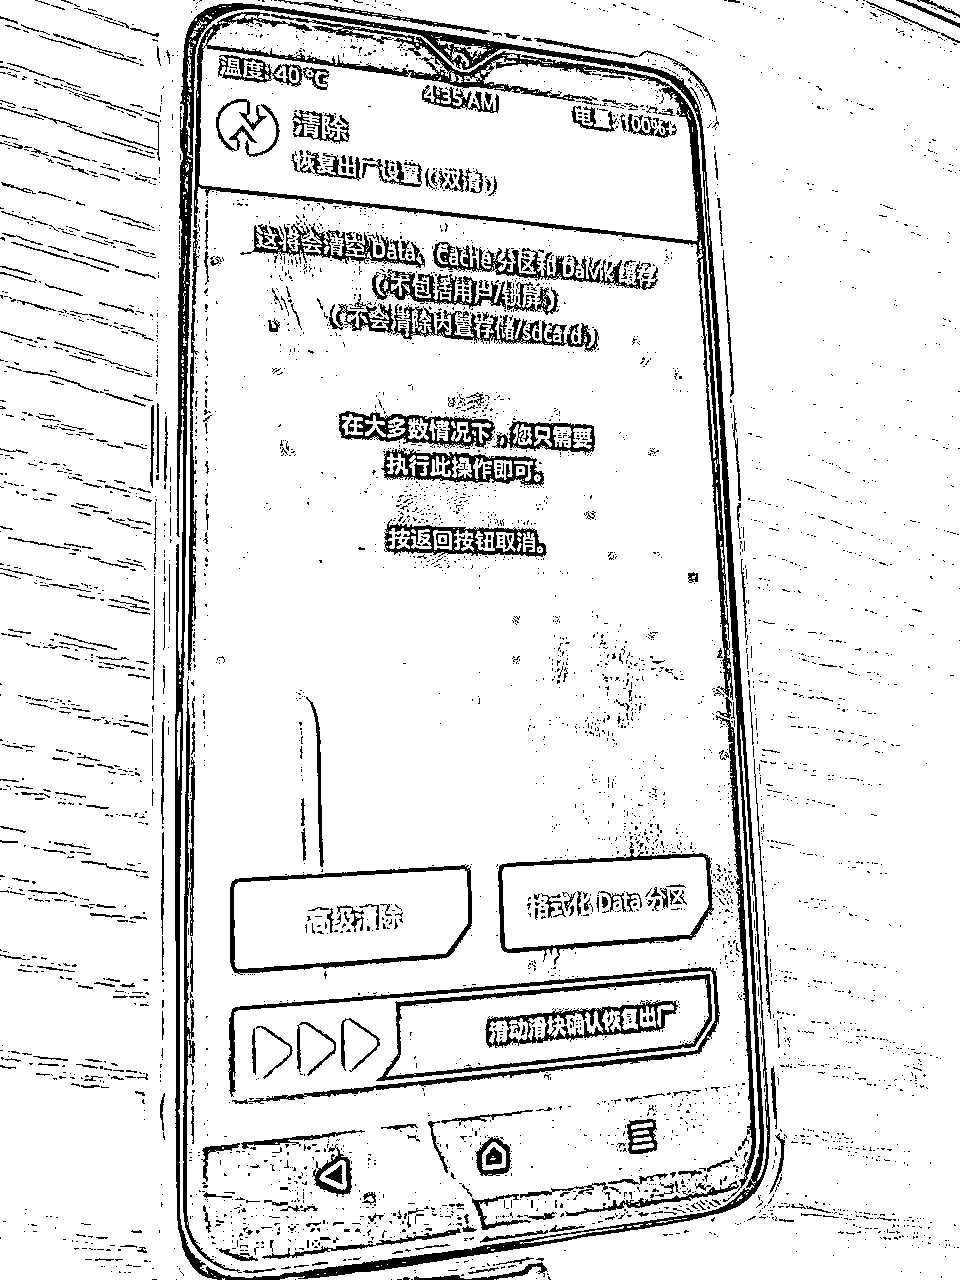 温度: 40 °C
4:35 AM
电量 100%+
清除
恢复出厂设置 (双清)
这将会清空 Data、Cache 分区和 Dalvik 缓存
(不包括用户/锁屏)
(不会清除内置存储/sdcard)
在大多数情况下，您只需要
执行此操作即可。
按返回按钮取消。
高级清除
格式化 Data 分区
滑动滑块确认恢复出厂